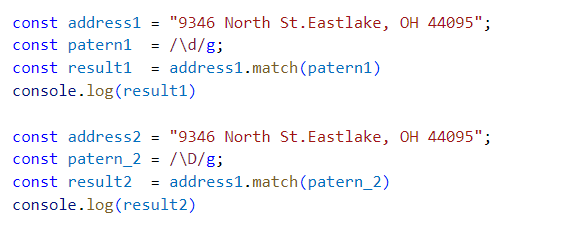 const address1 = "9346 North St.Eastlake, OH 44095";
const patern1  = /\d/g;
const result1  = address1.match(patern1)
console.log(result1)

const address2 = "9346 North St.Eastlake, OH 44095";
const patern_2 = /\D/g;
const result2  = address1.match(patern_2)
console.log(result2)